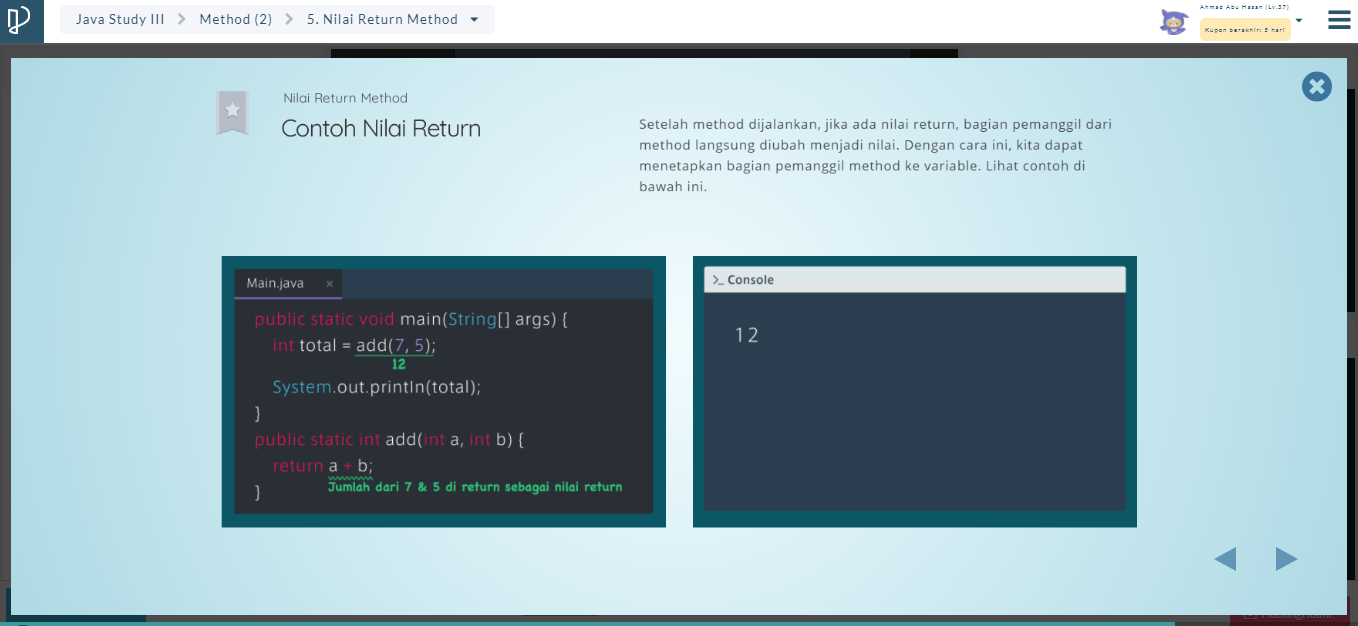 Java Study III
Method (2)
5. Nilai Return Method
Ahmad Abu Hasan (Lv.37)
Kupon berakhir: 5 hari
Nilai Return Method
Contoh Nilai Return
Setelah method dijalankan, jika ada nilai return, bagian pemanggil dari
method langsung diubah menjadi nilai. Dengan cara ini, kita dapat
menetapkan bagian pemanggil method ke variable. Lihat contoh di
bawah ini.
Main.java ×
public static void main(String[] args) {
int total = add(7, 5);
12
System.out.println(total);
}
public static int add(int a, int b) {
return a + b;
Jumlah dari 7 & 5 di return sebagai nilai return
}
>_ Console
12